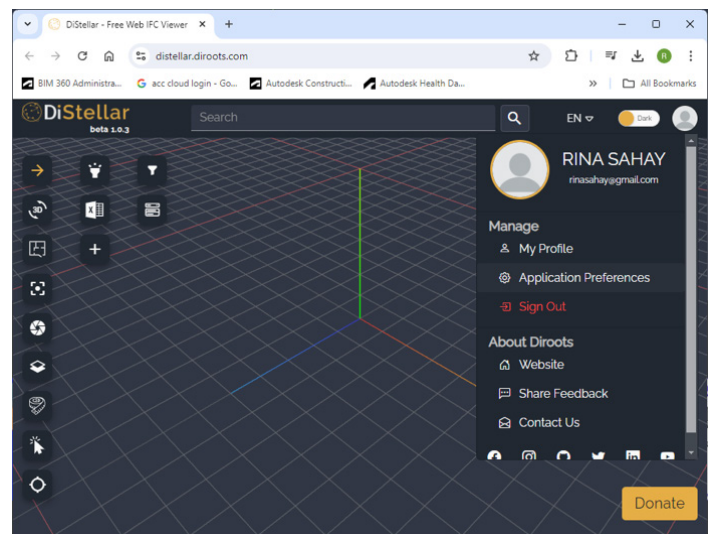 DiStellar - Free Web IFC Viewer
distellar.diroots.com
BIM 360 Administra...
acc cloud login - Go...
Autodesk Constructi...
Autodesk Health Da...
»
All Bookmarks
DiStellar
beta 1.0.3
Search
EN
Dark
R
RINA SAHAY
rinasahay@gmail.com
3D
X
Manage
My Profile
Application Preferences
Sign Out
About Diroots
Website
Share Feedback
Contact Us
Donate